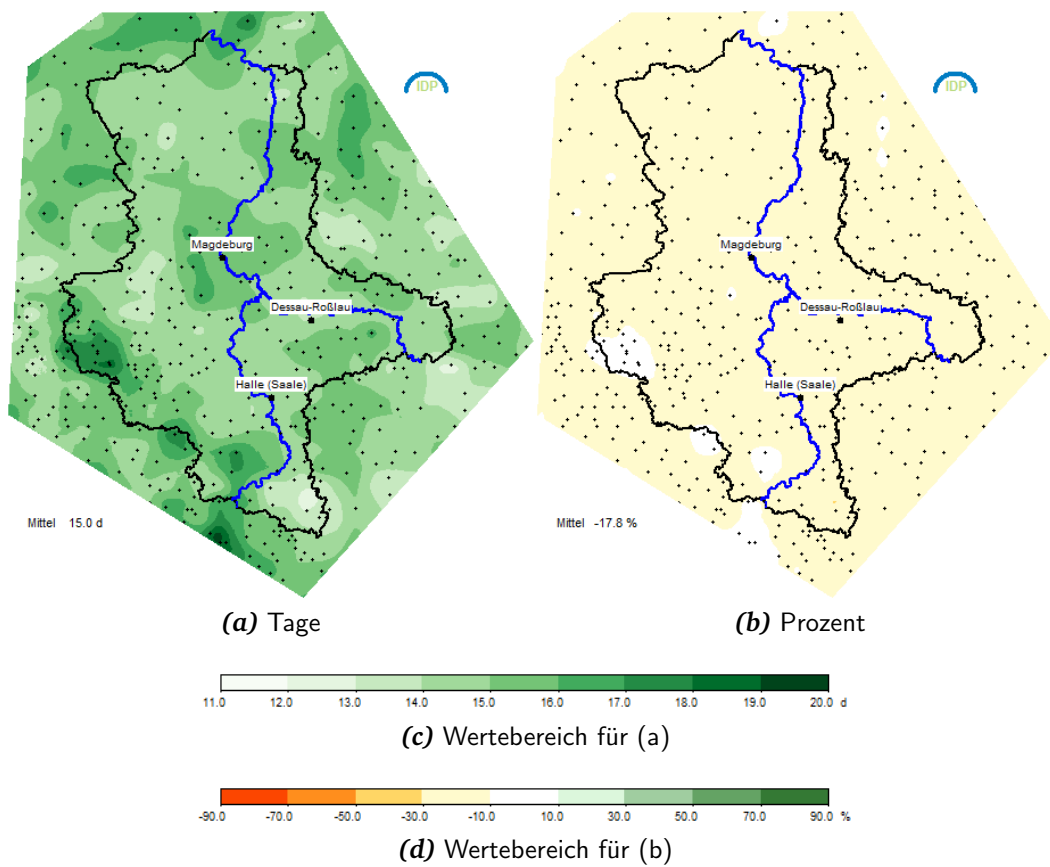 IDP
IDP
Magdeburg
Magdeburg
Dessau-Roßlau
Dessau-Roßlau
Halle (Saale)
Halle (Saale)
Mittel 15.0 d
Mittel -17.8 %
(a) Tage
(b) Prozent
11.0 12.0 13.0 14.0 15.0 16.0 17.0 18.0 19.0 20.0 d
(c) Wertebereich für (a)
-90.0 -70.0 -50.0 -30.0 -10.0 10.0 30.0 50.0 70.0 90.0 %
(d) Wertebereich für (b)